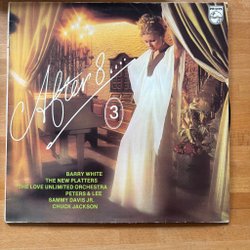 PHILIPS
After 8....
3
BARRY WHITE
THE NEW PLATTERS
THE LOVE UNLIMITED ORCHESTRA
PETERS & LEE
SAMMY DAVIS JR.
CHUCK JACKSON